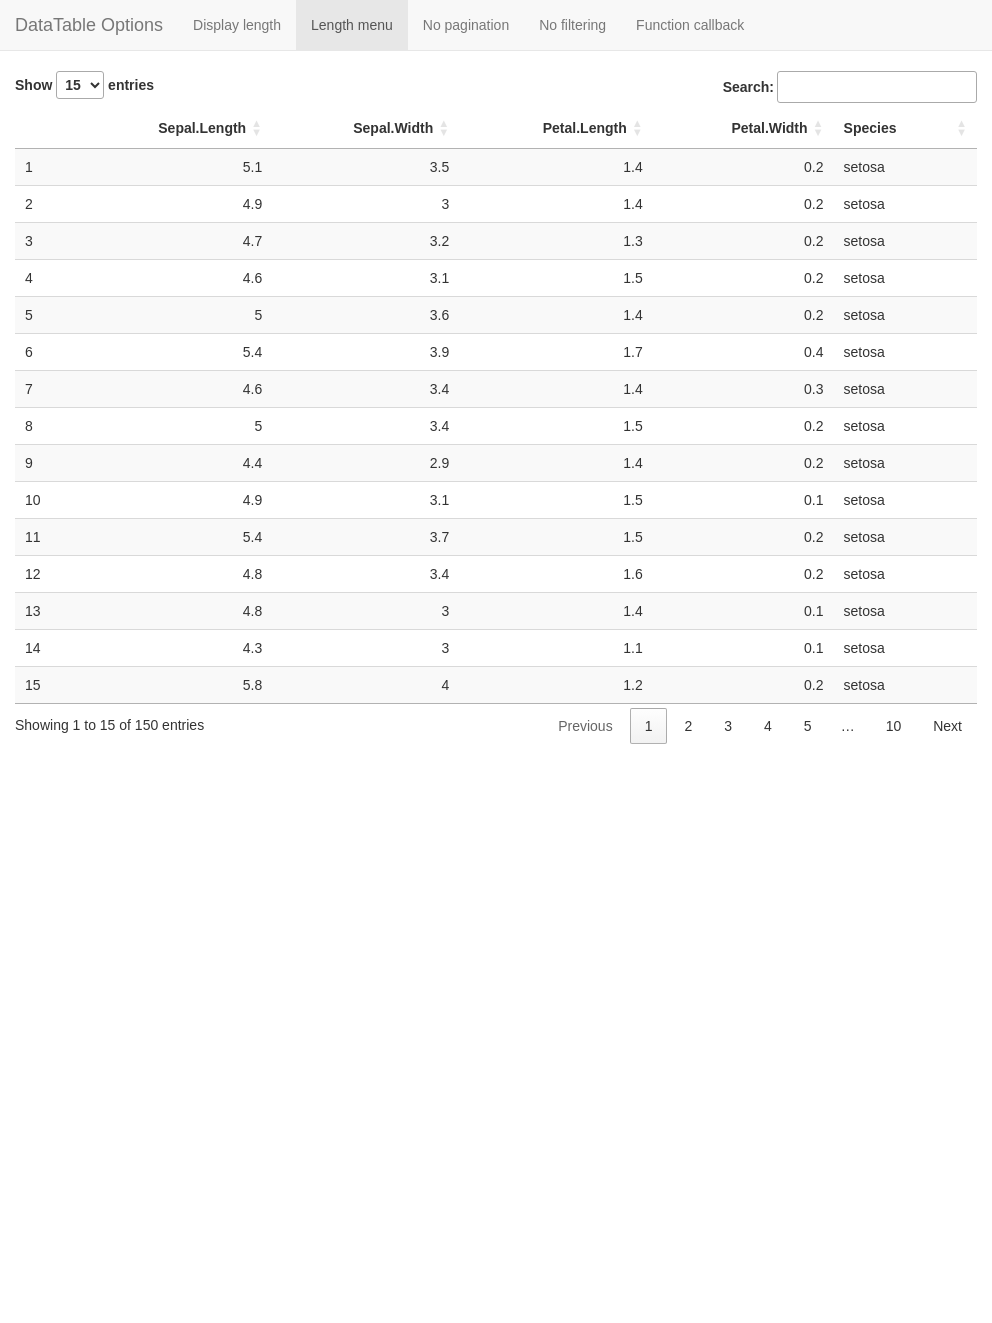 DataTable Options Display length Length menu No pagination No filtering Function callback
Show 15 entries Search:
Sepal.Length Sepal.Width Petal.Length Petal.Width Species
1 5.1 3.5 1.4 0.2 setosa
2 4.9 3 1.4 0.2 setosa
3 4.7 3.2 1.3 0.2 setosa
4 4.6 3.1 1.5 0.2 setosa
5 5 3.6 1.4 0.2 setosa
6 5.4 3.9 1.7 0.4 setosa
7 4.6 3.4 1.4 0.3 setosa
8 5 3.4 1.5 0.2 setosa
9 4.4 2.9 1.4 0.2 setosa
10 4.9 3.1 1.5 0.1 setosa
11 5.4 3.7 1.5 0.2 setosa
12 4.8 3.4 1.6 0.2 setosa
13 4.8 3 1.4 0.1 setosa
14 4.3 3 1.1 0.1 setosa
15 5.8 4 1.2 0.2 setosa
Showing 1 to 15 of 150 entries Previous 1 2 3 4 5 … 10 Next